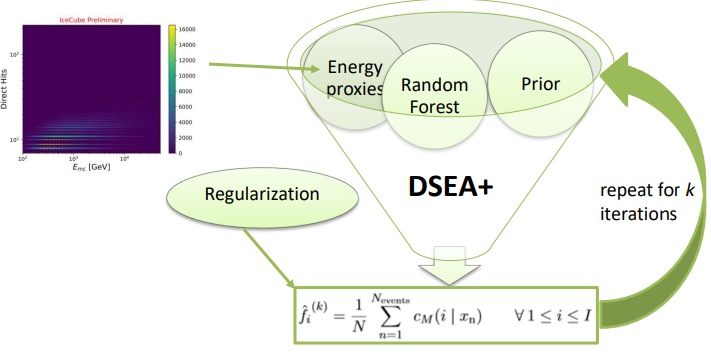 IceCube Preliminary
Direct Hits
10²
10¹
10² 10³ 10⁴
E_mc [GeV]
16000
14000
12000
10000
8000
6000
4000
2000
0
Energy
proxies
Random
Forest
Prior
DSEA+
Regularization
repeat for k
iterations
f̂_i^(k) = 1/N ∑_{n=1}^{N_events} c_M(i | x_n) ∀ 1 ≤ i ≤ I